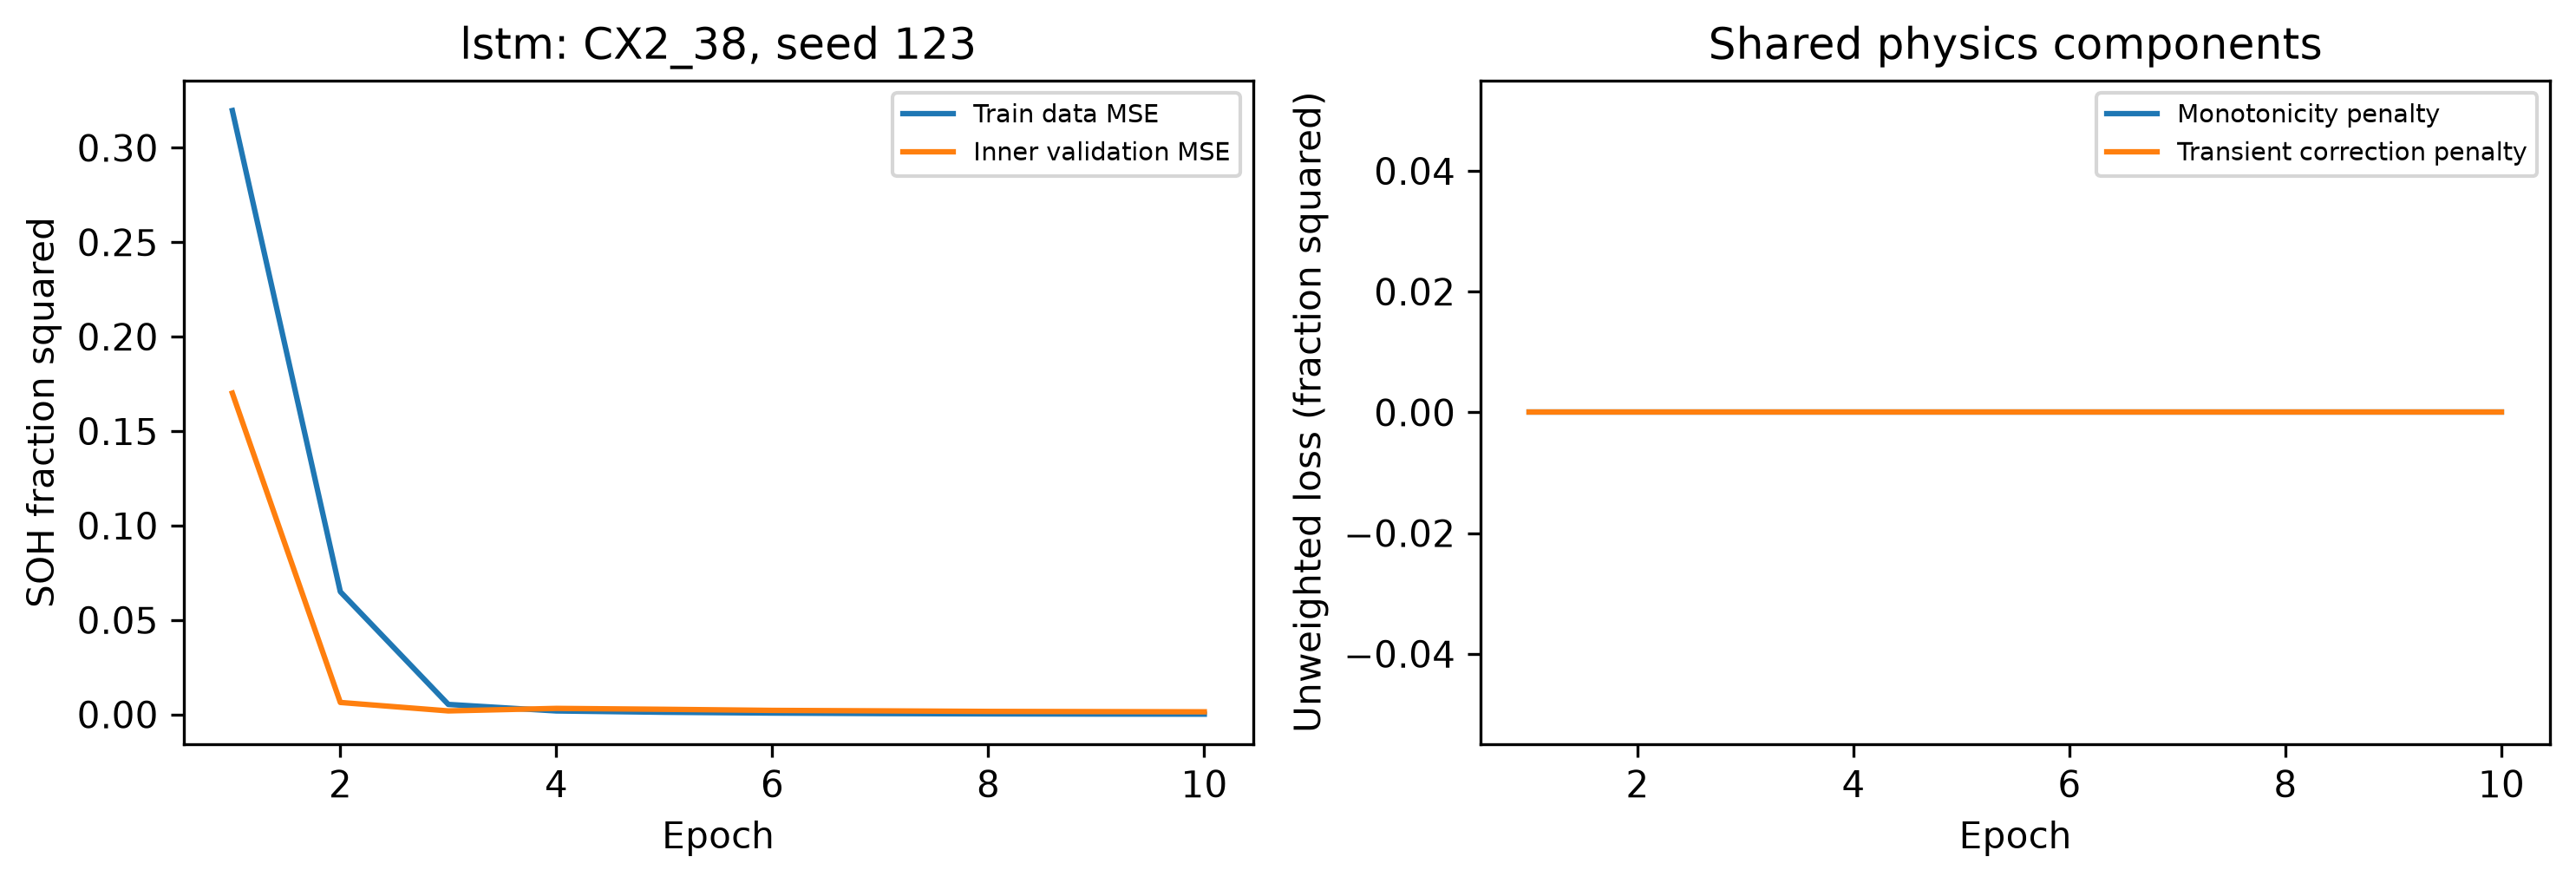 lstm: CX2_38, seed 123
SOH fraction squared
0.30
0.25
0.20
0.15
0.10
0.05
0.00
Train data MSE
Inner validation MSE
2 4 6 8 10
Epoch
Shared physics components
Unweighted loss (fraction squared)
0.04
0.02
0.00
−0.02
−0.04
Monotonicity penalty
Transient correction penalty
2 4 6 8 10
Epoch